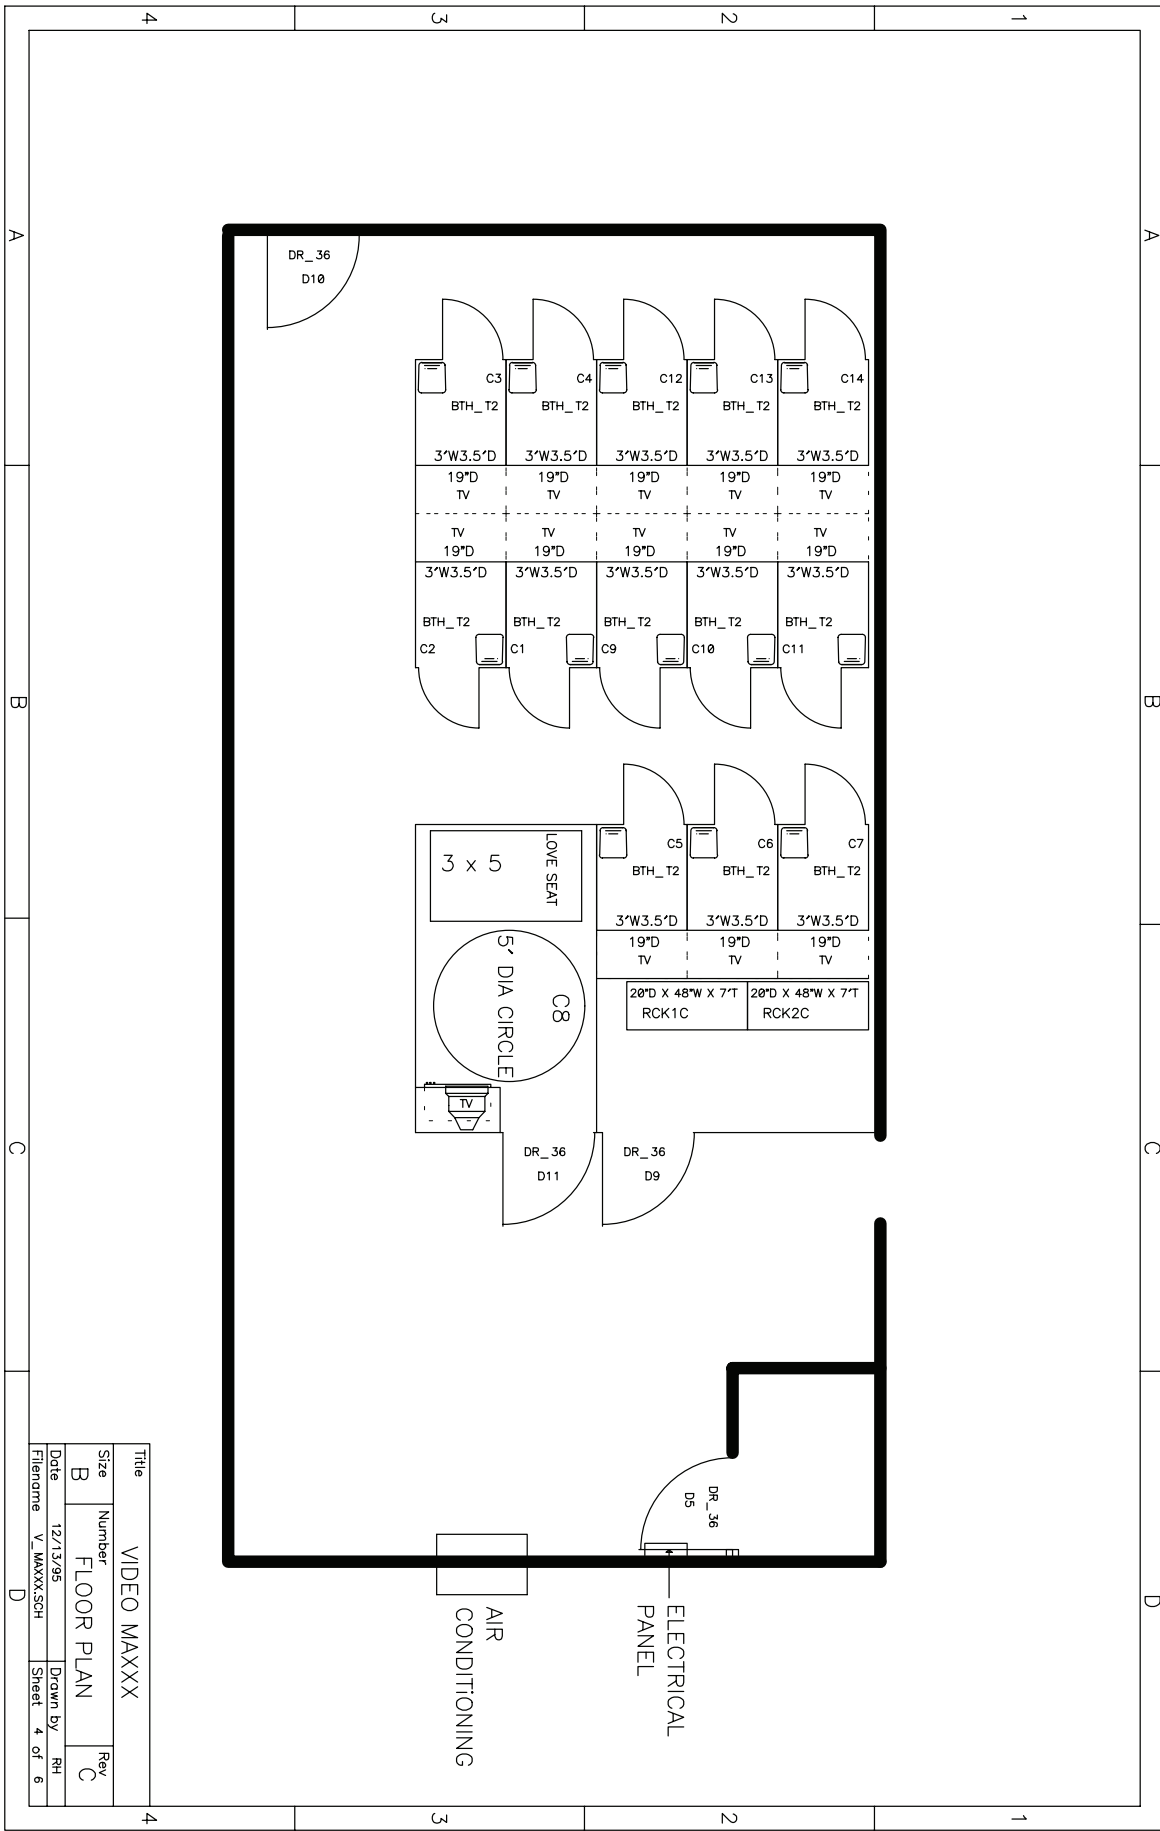 4
3
2
1
A
A
DR_36
D10
C3
C4
C12
C13
C14
BTH_T2
BTH_T2
BTH_T2
BTH_T2
BTH_T2
3'W3.5'D
3'W3.5'D
3'W3.5'D
3'W3.5'D
3'W3.5'D
19"D
19"D
19"D
19"D
19"D
TV
TV
TV
TV
TV
TV
TV
TV
TV
TV
19"D
19"D
19"D
19"D
19"D
3'W3.5'D
3'W3.5'D
3'W3.5'D
3'W3.5'D
3'W3.5'D
BTH_T2
BTH_T2
BTH_T2
BTH_T2
BTH_T2
C2
C1
C9
C10
C11
B
B
C5
C6
C7
BTH_T2
BTH_T2
BTH_T2
3'W3.5'D
3'W3.5'D
3'W3.5'D
19"D
19"D
19"D
TV
TV
TV
3 x 5
LOVE SEAT
20"D X 48"W X 7'T
RCK1C
20"D X 48"W X 7'T
RCK2C
C8
5' DIA CIRCLE
TV
C
C
DR_36
D11
DR_36
D9
DR_36
D5
ELECTRICAL
PANEL
AIR
CONDITIONING
D
D
Title
VIDEO MAXXX
Size
B
Number
FLOOR PLAN
Rev
C
Date 12/13/95
Drawn by RH
Filename V_MAXXX.SCH
Sheet 4 of 6
4
3
2
1